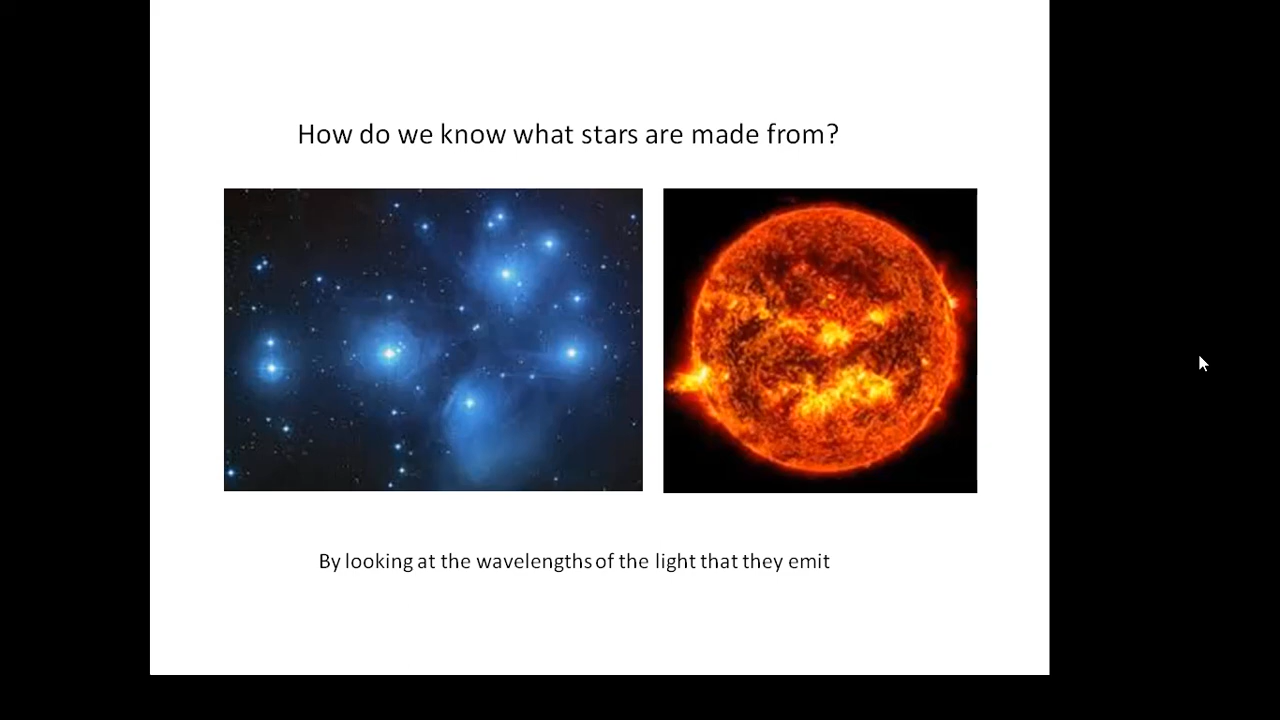 How do we know what stars are made from?
By looking at the wavelengths of the light that they emit